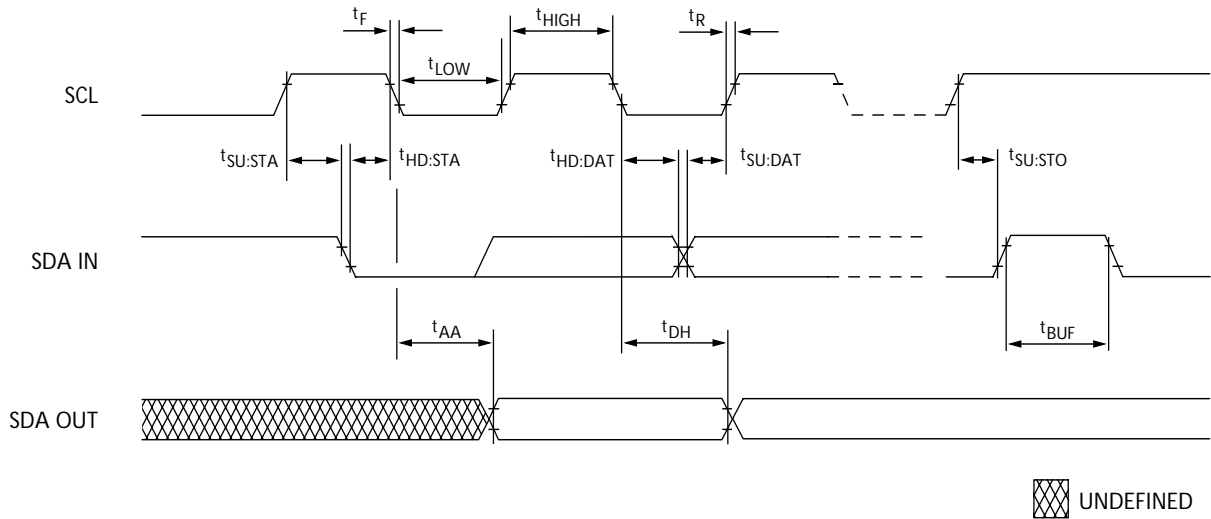 tF
tHIGH
tR
tLOW
SCL
tSU:STA
tHD:STA
tHD:DAT
tSU:DAT
tSU:STO
SDA IN
tAA
tDH
tBUF
SDA OUT
UNDEFINED